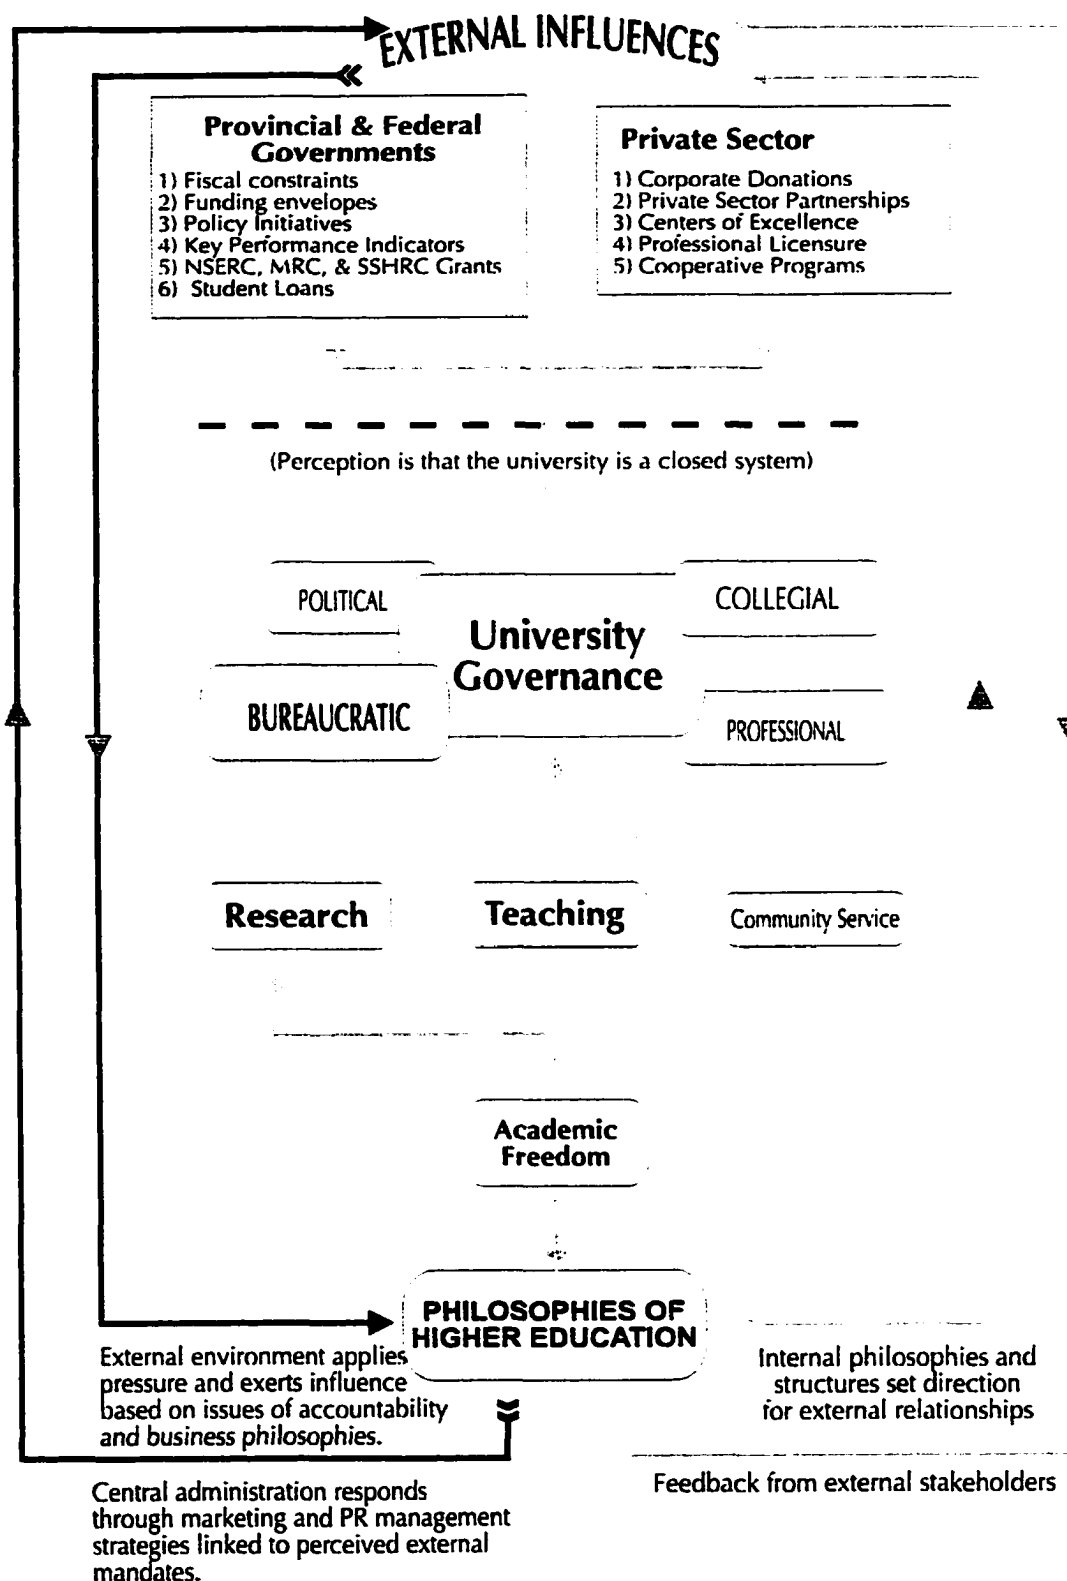 EXTERNAL INFLUENCES
Provincial & Federal
Governments
1) Fiscal constraints
2) Funding envelopes
3) Policy Initiatives
4) Key Performance Indicators
5) NSERC, MRC, & SSHRC Grants
6) Student Loans
Private Sector
1) Corporate Donations
2) Private Sector Partnerships
3) Centers of Excellence
4) Professional Licensure
5) Cooperative Programs
(Perception is that the university is a closed system)
POLITICAL
COLLEGIAL
University
Governance
BUREAUCRATIC
PROFESSIONAL
Research
Teaching
Community Service
Academic
Freedom
PHILOSOPHIES OF
HIGHER EDUCATION
External environment applies
pressure and exerts influence
based on issues of accountability
and business philosophies.
Internal philosophies and
structures set direction
for external relationships
Central administration responds
through marketing and PR management
strategies linked to perceived external
mandates.
Feedback from external stakeholders